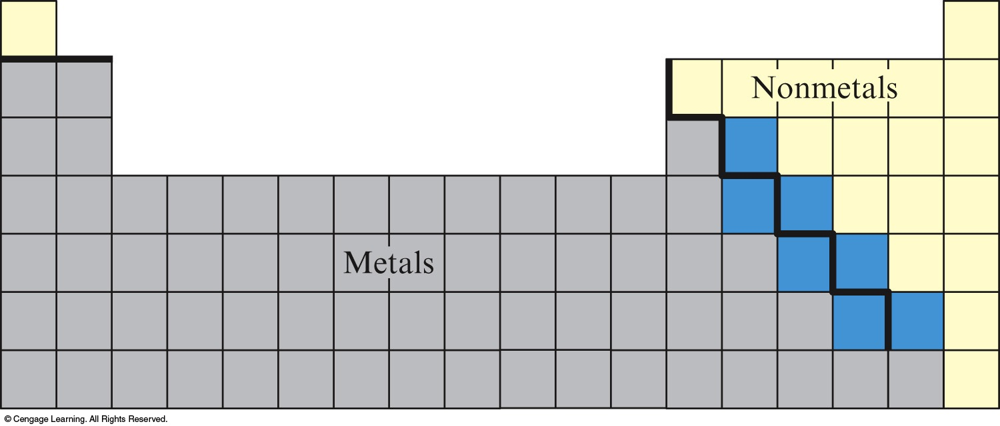 Nonmetals
Metals
© Cengage Learning. All Rights Reserved.